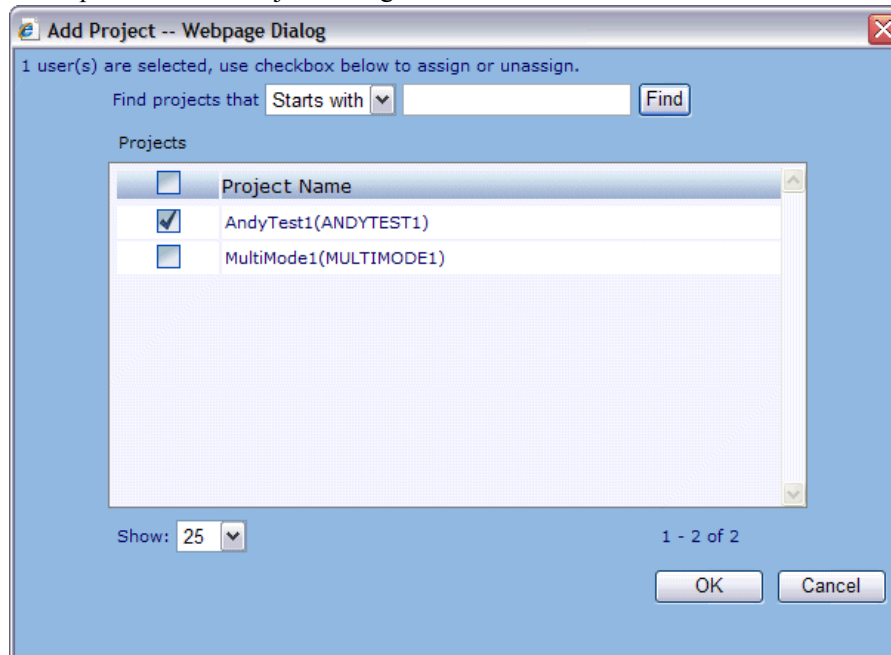 Add Project -- Webpage Dialog
1 user(s) are selected, use checkbox below to assign or unassign.
Find projects that Starts with Find
Projects
Project Name
AndyTest1(ANDYTEST1)
MultiMode1(MULTIMODE1)
Show: 25 1 - 2 of 2
OK Cancel